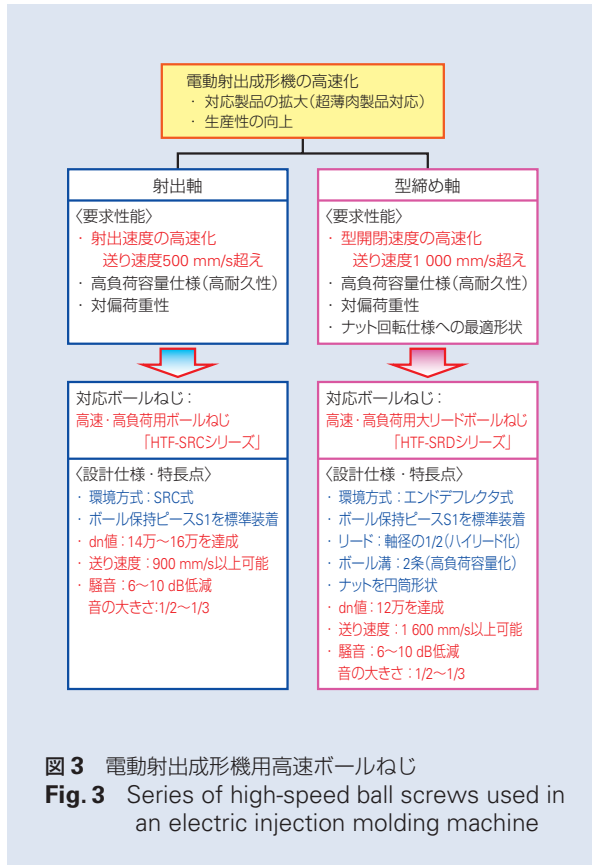 電動射出成形機の高速化
・ 対応製品の拡大(超薄肉製品対応)
・ 生産性の向上
射出軸
〈要求性能〉
・ 射出速度の高速化
送り速度500 mm/s超え
・ 高負荷容量仕様(高耐久性)
・ 対偏荷重性
対応ボールねじ:
高速・高負荷用ボールねじ
「HTF-SRCシリーズ」
〈設計仕様・特長点〉
・ 環境方式:SRC式
・ ボール保持ピースS1を標準装着
・ dn値:14万〜16万を達成
・ 送り速度:900 mm/s以上可能
・ 騒音:6〜10 dB低減
音の大きさ:1/2〜1/3
型締め軸
〈要求性能〉
・ 型開閉速度の高速化
送り速度1 000 mm/s超え
・ 高負荷容量仕様(高耐久性)
・ 対偏荷重性
・ ナット回転仕様への最適形状
対応ボールねじ:
高速・高負荷用大リードボールねじ
「HTF-SRDシリーズ」
〈設計仕様・特長点〉
・ 環境方式:エンドデフレクタ式
・ ボール保持ピースS1を標準装着
・ リード:軸径の1/2(ハイリード化)
・ ボール溝:2条(高負荷容量化)
・ ナットを円筒形状
・ dn値:12万を達成
・ 送り速度:1 600 mm/s以上可能
・ 騒音:6〜10 dB低減
音の大きさ:1/2〜1/3
図3 電動射出成形機用高速ボールねじ
Fig. 3 Series of high-speed ball screws used in
an electric injection molding machine